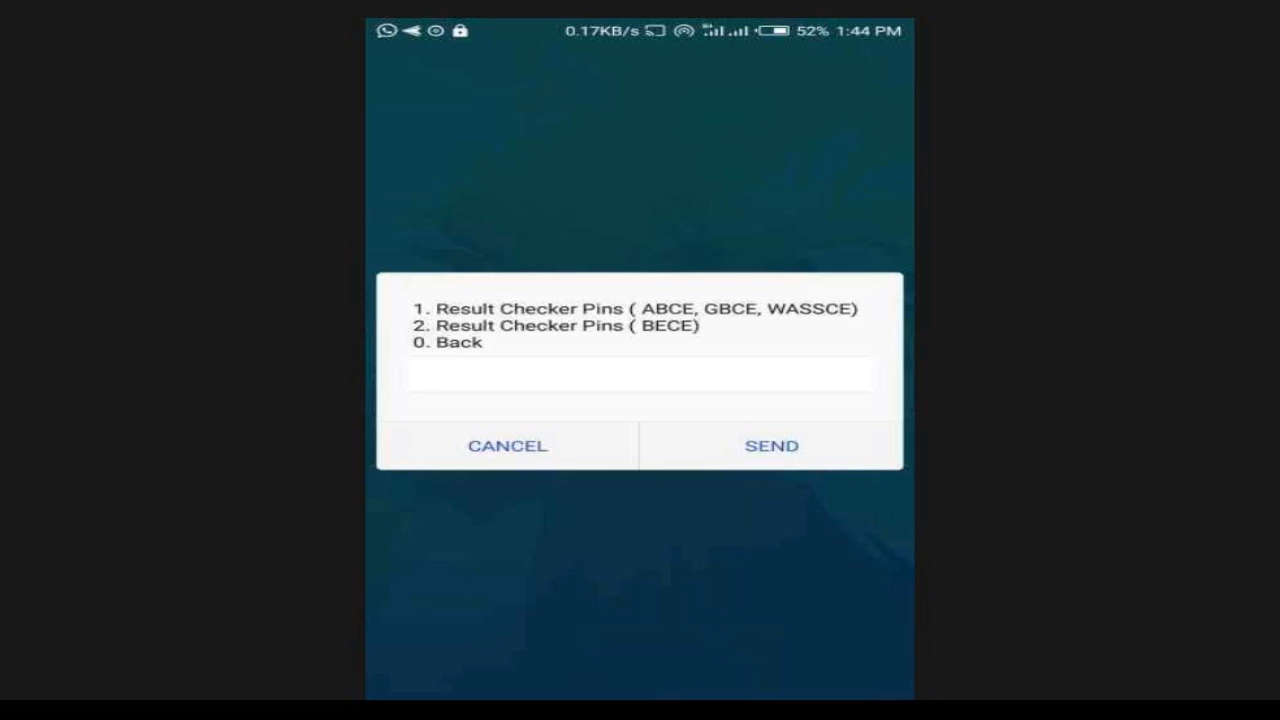 0.17KB/s 52% 1:44 PM
1. Result Checker Pins ( ABCE, GBCE, WASSCE)
2. Result Checker Pins ( BECE)
0. Back
CANCEL SEND